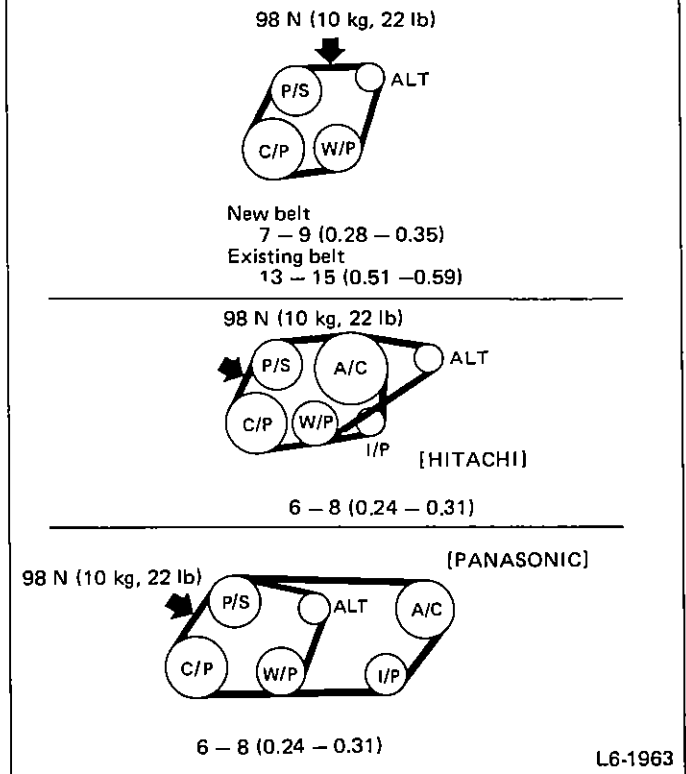 98 N (10 kg, 22 lb)
P/S
ALT
C/P
W/P
New belt
7 – 9 (0.28 – 0.35)
Existing belt
13 – 15 (0.51 –0.59)
98 N (10 kg, 22 lb)
P/S
A/C
ALT
C/P
W/P
I/P
[HITACHI]
6 – 8 (0.24 – 0.31)
[PANASONIC]
98 N (10 kg, 22 lb)
P/S
ALT
A/C
C/P
W/P
I/P
6 – 8 (0.24 – 0.31)
L6-1963